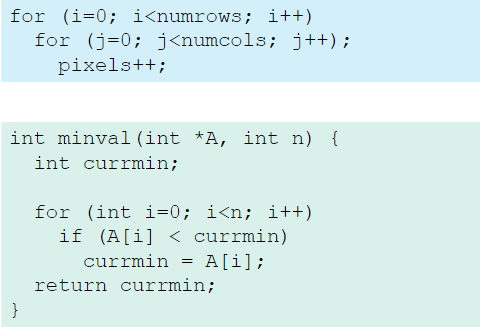 for (i=0; i<numrows; i++)
  for (j=0; j<numcols; j++);
    pixels++;

int minval(int *A, int n) {
  int currmin;

  for (int i=0; i<n; i++)
    if (A[i] < currmin)
      currmin = A[i];
  return currmin;
}